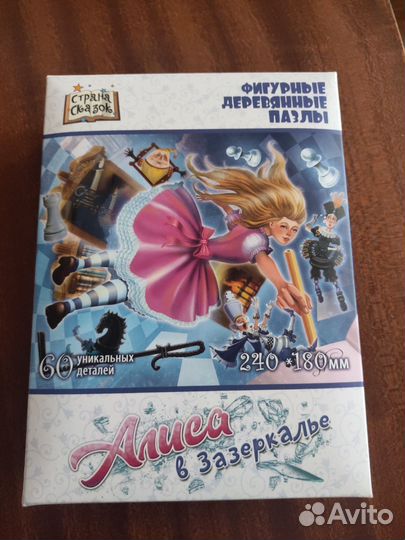 Страна
Сказок
ФИГУРНЫЕ
ДЕРЕВЯННЫЕ
ПАЗЛЫ
60 уникальных
деталей
240*180мм
Алиса
в Зазеркалье
Avito